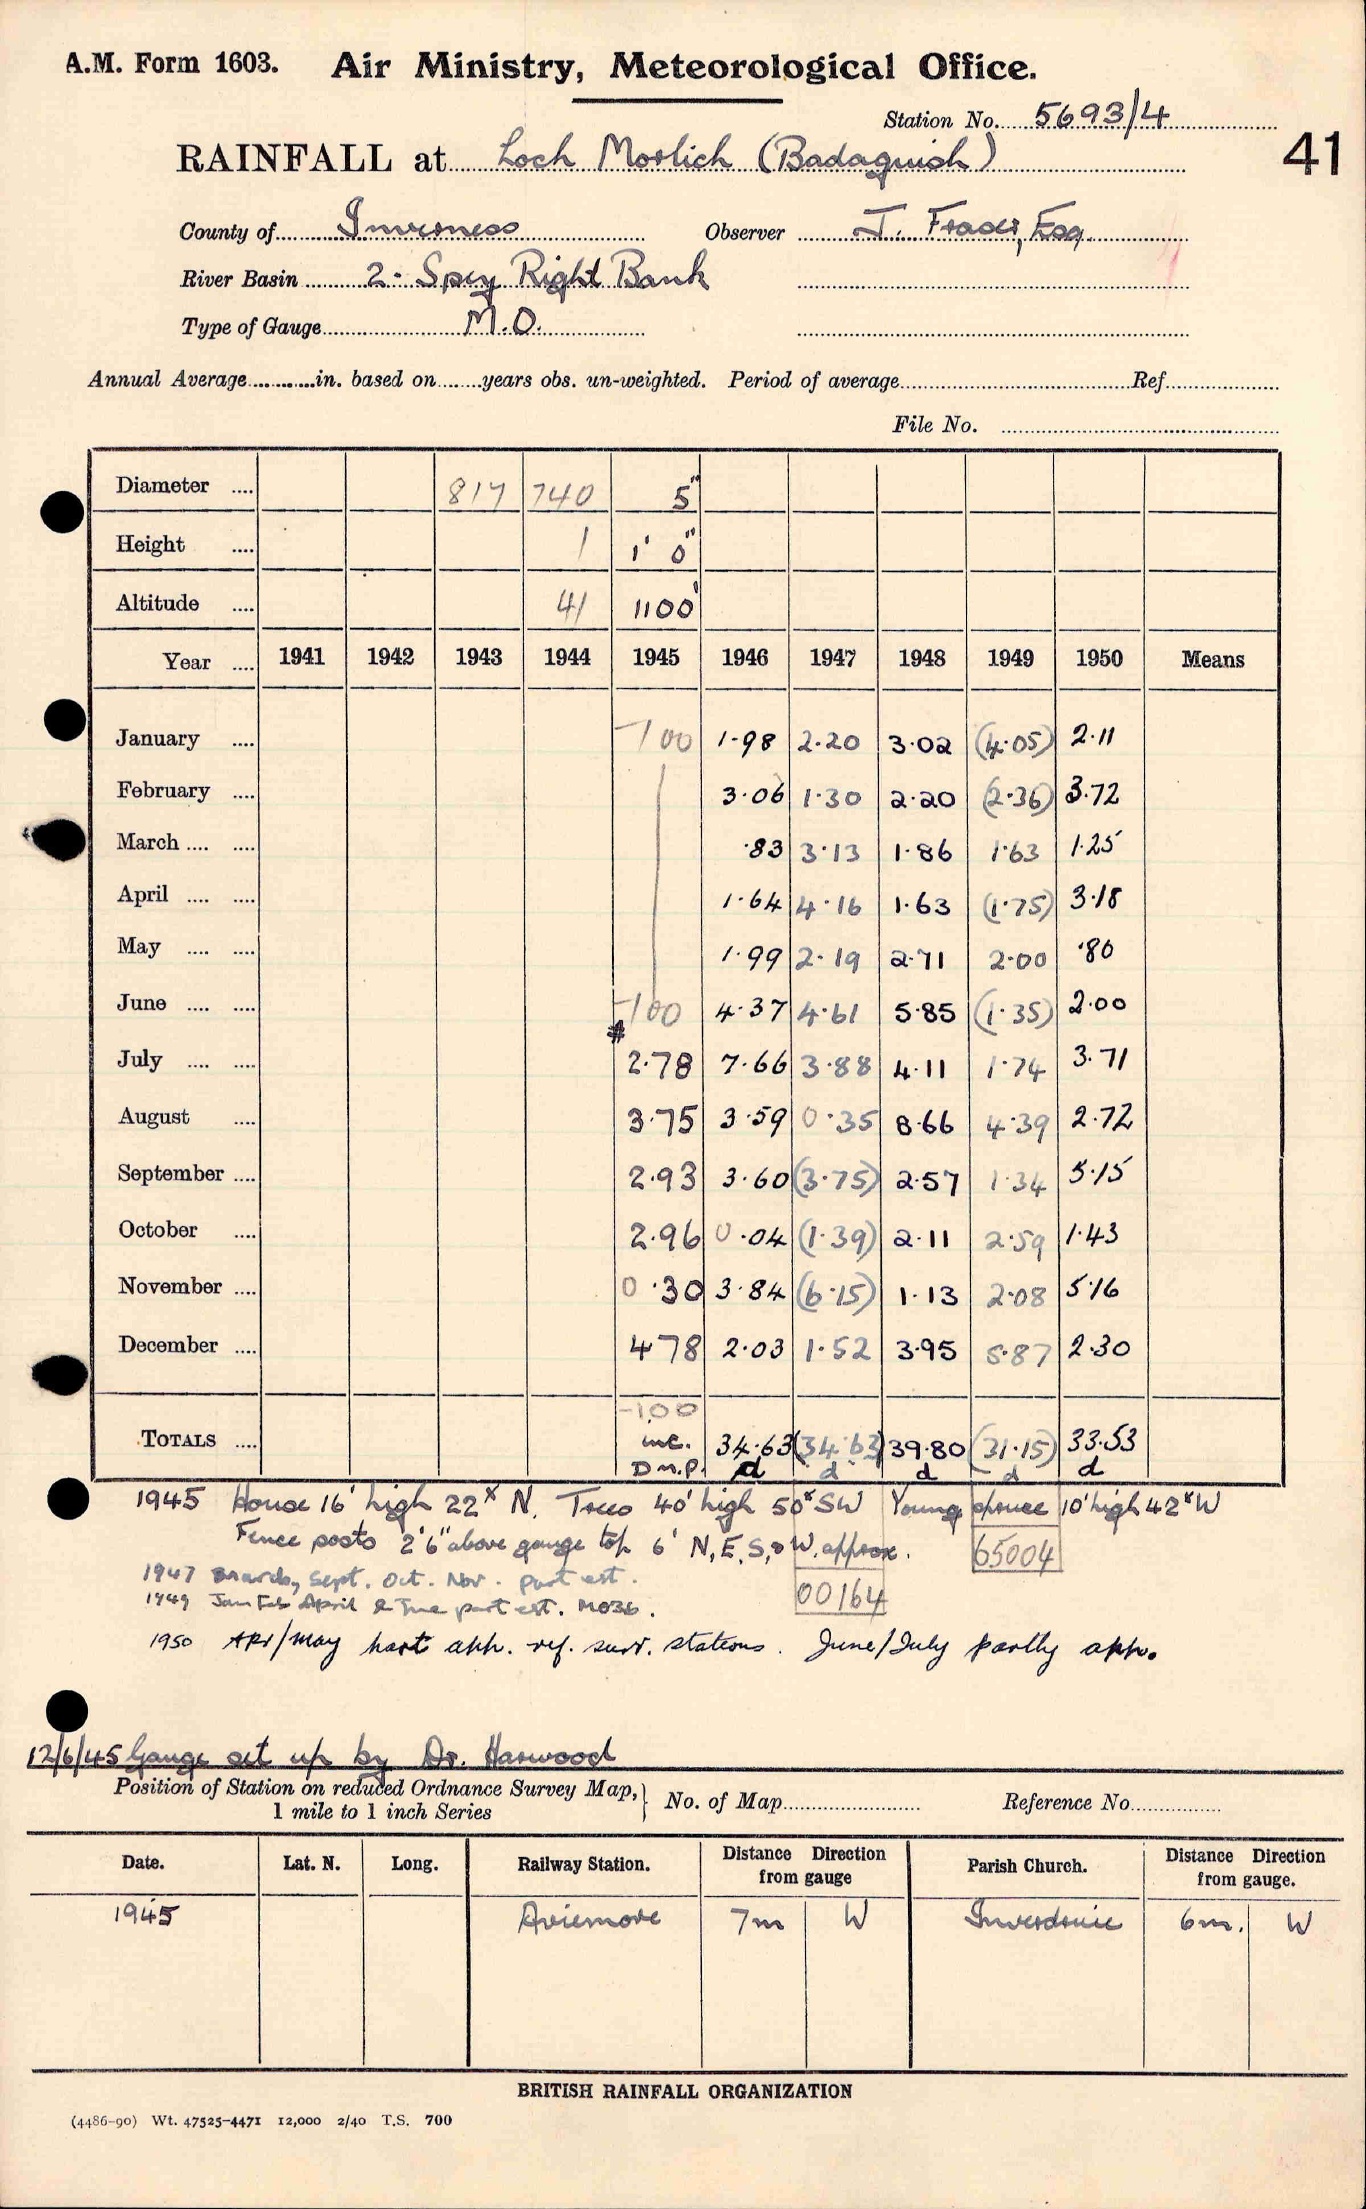 A.M. Form 1603. Air Ministry, Meteorological Office.
Station No. 5693/4
RAINFALL at Loch Morlich (Badaguish) 41
County of Inverness Observer J. Fraser, Esq.
River Basin 2. Spey Right Bank
Type of Gauge M.O.
Annual Average............in. based on.......years obs. un-weighted. Period of average.......... Ref..........
File No. ..........
Diameter .... 817 740 5"
Height .... 1 1' 0"
Altitude .... 41 1100'
Year .... 1941 1942 1943 1944 1945 1946 1947 1948 1949 1950 Means
January .... -100 1.98 2.20 3.02 (4.05) 2.11
February .... 3.06 1.30 2.20 (2.36) 3.72
March .... .... .83 3.13 1.86 1.63 1.25
April .... .... 1.64 4.16 1.63 (1.75) 3.18
May .... .... 1.99 2.19 2.71 2.00 .80
June .... .... -100 4.37 4.61 5.85 (1.35) 2.00
July .... .... 2.78 7.66 3.88 4.11 1.74 3.71
August .... 3.75 3.59 0.35 8.66 4.39 2.72
September .... 2.93 3.60 (3.75) 2.57 1.34 5.15
October .... 2.96 0.04 (1.39) 2.11 2.59 1.43
November .... 0.30 3.84 (6.15) 1.13 2.08 5.16
December .... 4.78 2.03 1.52 3.95 5.87 2.30
-100
TOTALS .... inc. 34.63 (34.63) 39.80 (31.15) 33.53
D.n.P. d d d d d
1945 House 16' high 22x N. Trees 40' high 50x SW Young spruce 10' high 42x W
Fence posts 2'6" above gauge top 6' N, E, S, & W. approx. 65004
1947 March, Sept. Oct. Nov. part est. 00164
1949 Jan Feb April & June part est. MO3b.
1950 Apr/May part app. ref. surr. stations. June/July partly app.
12/6/45 Gauge set up by Dr. Harwood
Position of Station on reduced Ordnance Survey Map, } No. of Map.......... Reference No..........
1 mile to 1 inch Series
Date. Lat. N. Long. Railway Station. Distance Direction from gauge Parish Church. Distance Direction from gauge.
1945 Aviemore 7m W Inverdruie 6m. W
BRITISH RAINFALL ORGANIZATION
(4486-90) Wt. 47525-4471 12,000 2/40 T.S. 700